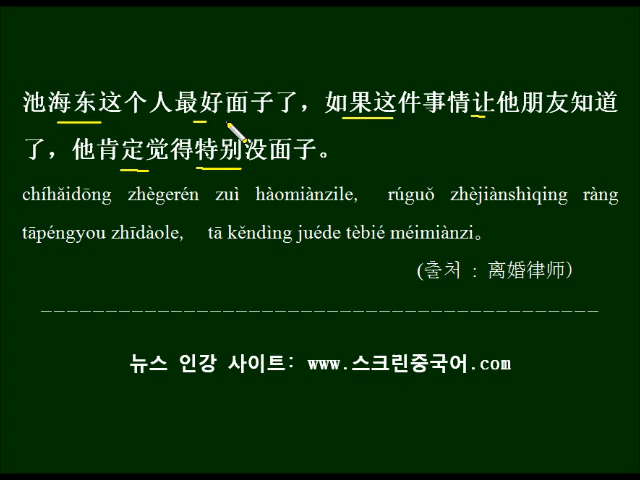 池海东这个人最好面子了，如果这件事情让他朋友知道
了，他肯定觉得特别没面子。
chíhǎidōng zhègerén zuì hàomiànzile, rúguǒ zhèjiànshìqing ràng
tāpéngyou zhīdàole, tā kěndìng juéde tèbié méimiànzi。
(출처 : 离婚律师)
뉴스 인강 사이트: www.스크린중국어.com